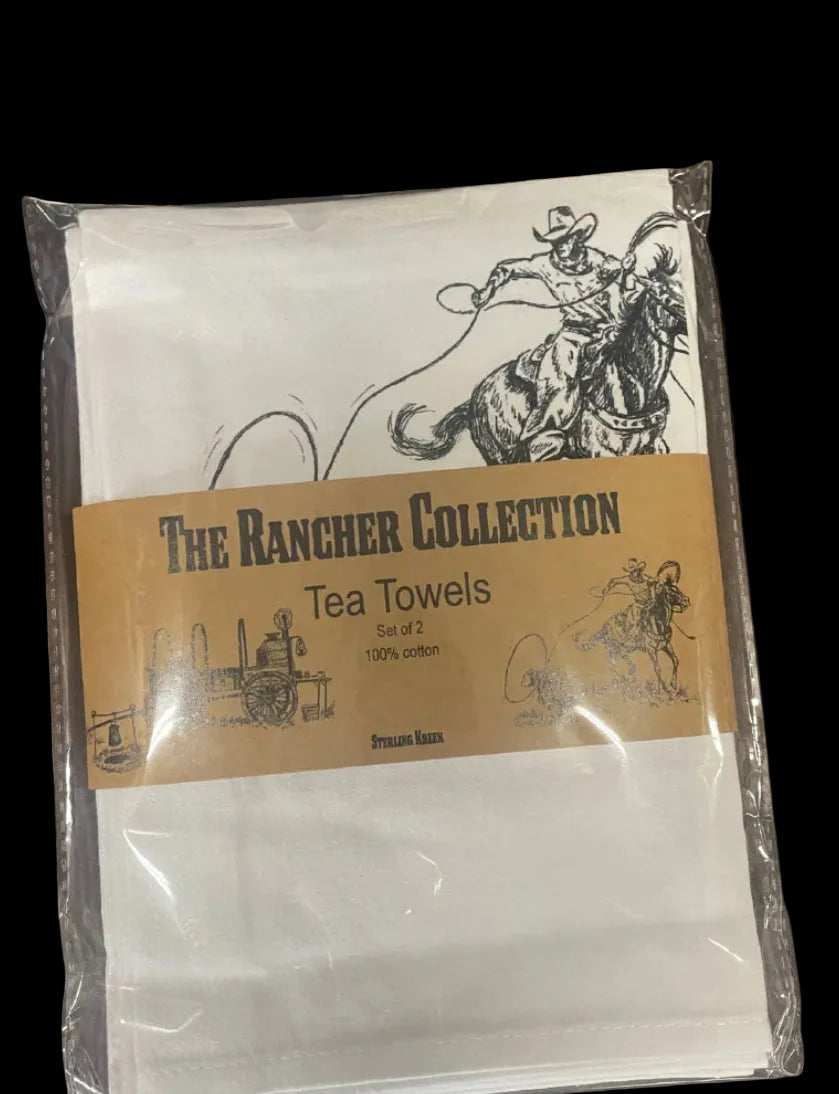 The Rancher Collection
Tea Towels
Set of 2
100% cotton
Sterling Kreek